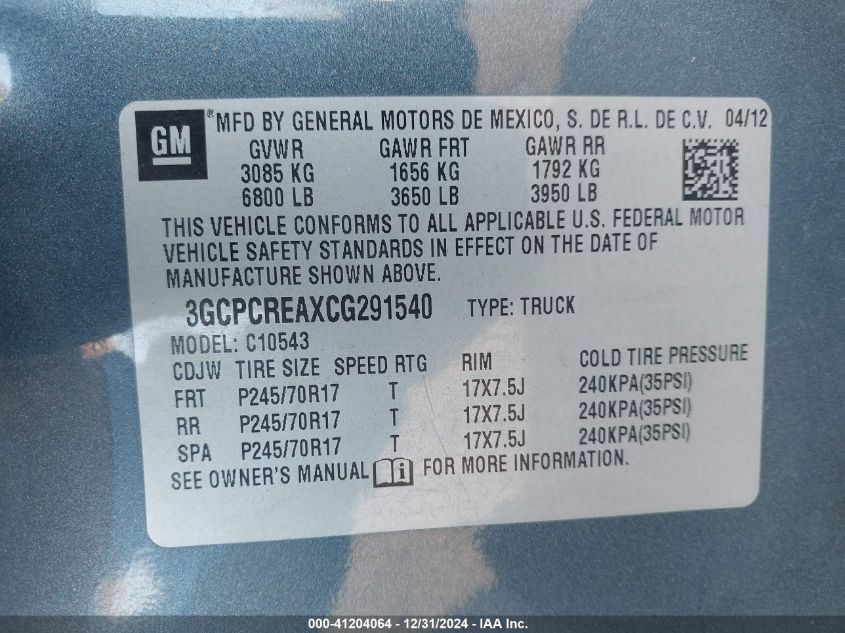 GM ® MFD BY GENERAL MOTORS DE MEXICO, S. DE R.L. DE C.V. 04/12
GVWR GAWR FRT GAWR RR
3085 KG 1656 KG 1792 KG
6800 LB 3650 LB 3950 LB
THIS VEHICLE CONFORMS TO ALL APPLICABLE U.S. FEDERAL MOTOR
VEHICLE SAFETY STANDARDS IN EFFECT ON THE DATE OF
MANUFACTURE SHOWN ABOVE.
3GCPCREAXCG291540 TYPE: TRUCK
MODEL: C10543
CDJW TIRE SIZE SPEED RTG RIM COLD TIRE PRESSURE
FRT P245/70R17 T 17X7.5J 240KPA(35PSI)
RR P245/70R17 T 17X7.5J 240KPA(35PSI)
SPA P245/70R17 T 17X7.5J 240KPA(35PSI)
SEE OWNER'S MANUAL i FOR MORE INFORMATION.
000-41204064 - 12/31/2024 - IAA Inc.